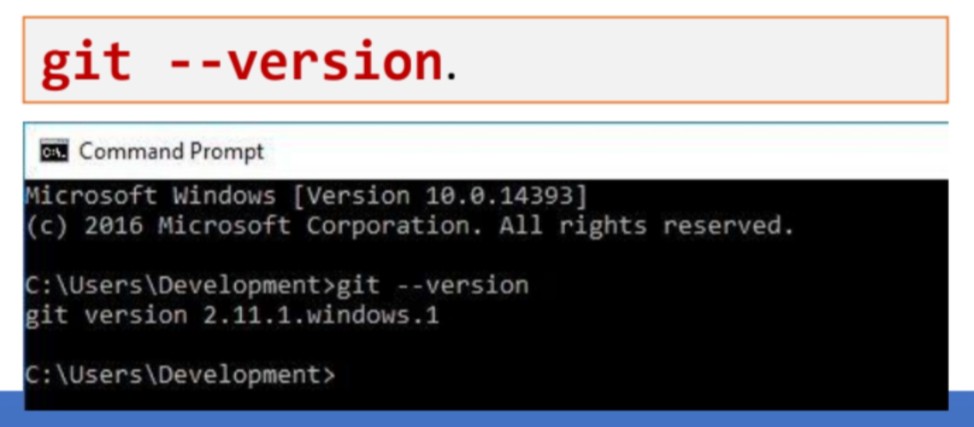 git --version.
C:\. Command Prompt
Microsoft Windows [Version 10.0.14393]
(c) 2016 Microsoft Corporation. All rights reserved.
C:\Users\Development>git --version
git version 2.11.1.windows.1
C:\Users\Development>